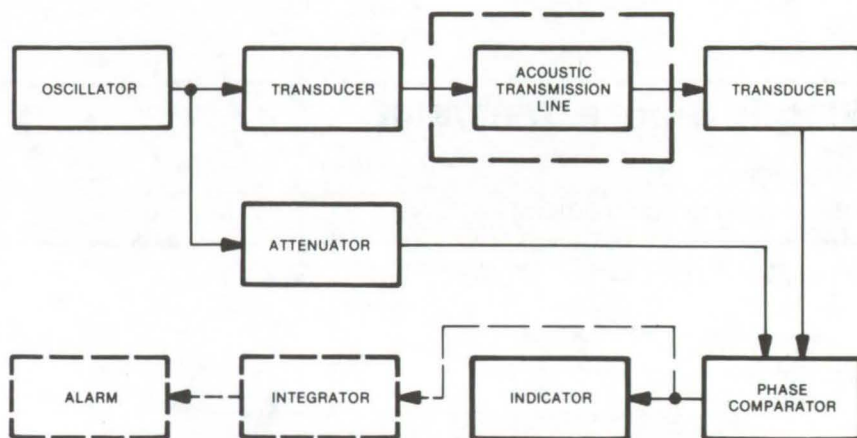 OSCILLATOR
TRANSDUCER
ACOUSTIC
TRANSMISSION
LINE
TRANSDUCER
ATTENUATOR
ALARM
INTEGRATOR
INDICATOR
PHASE
COMPARATOR